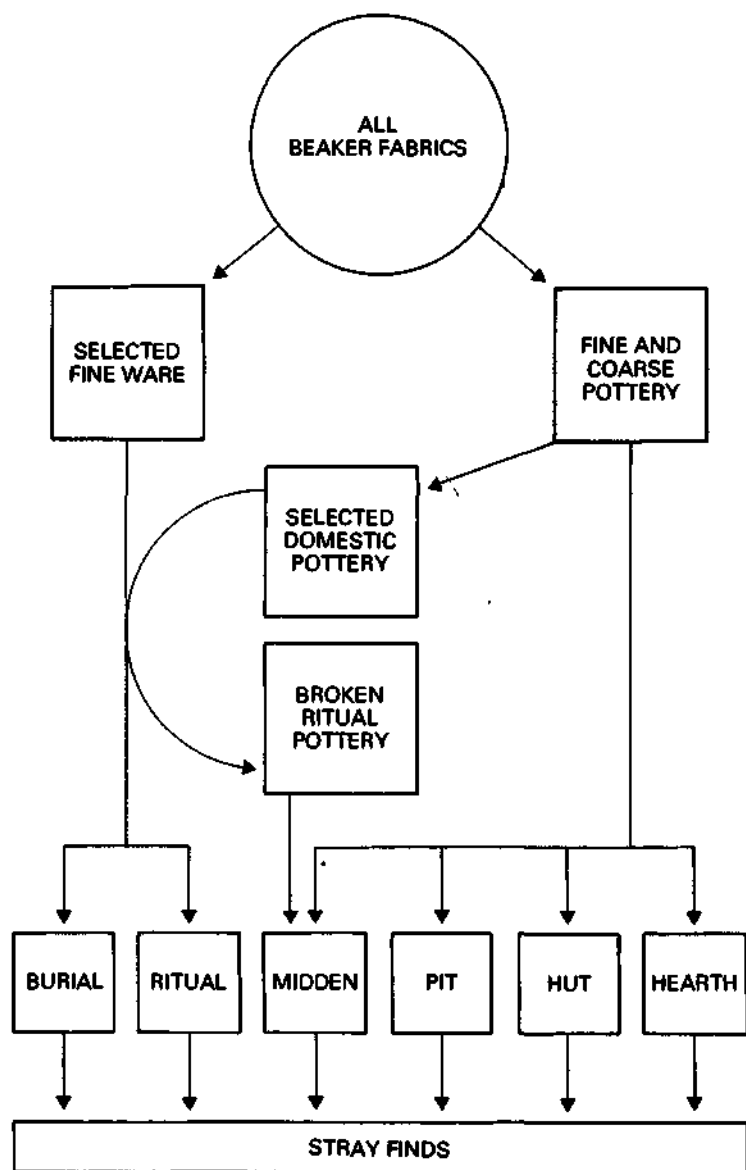 ALL
BEAKER FABRICS
SELECTED
FINE WARE
FINE AND
COARSE
POTTERY
SELECTED
DOMESTIC
POTTERY
BROKEN
RITUAL
POTTERY
BURIAL
RITUAL
MIDDEN
PIT
HUT
HEARTH
STRAY FINDS